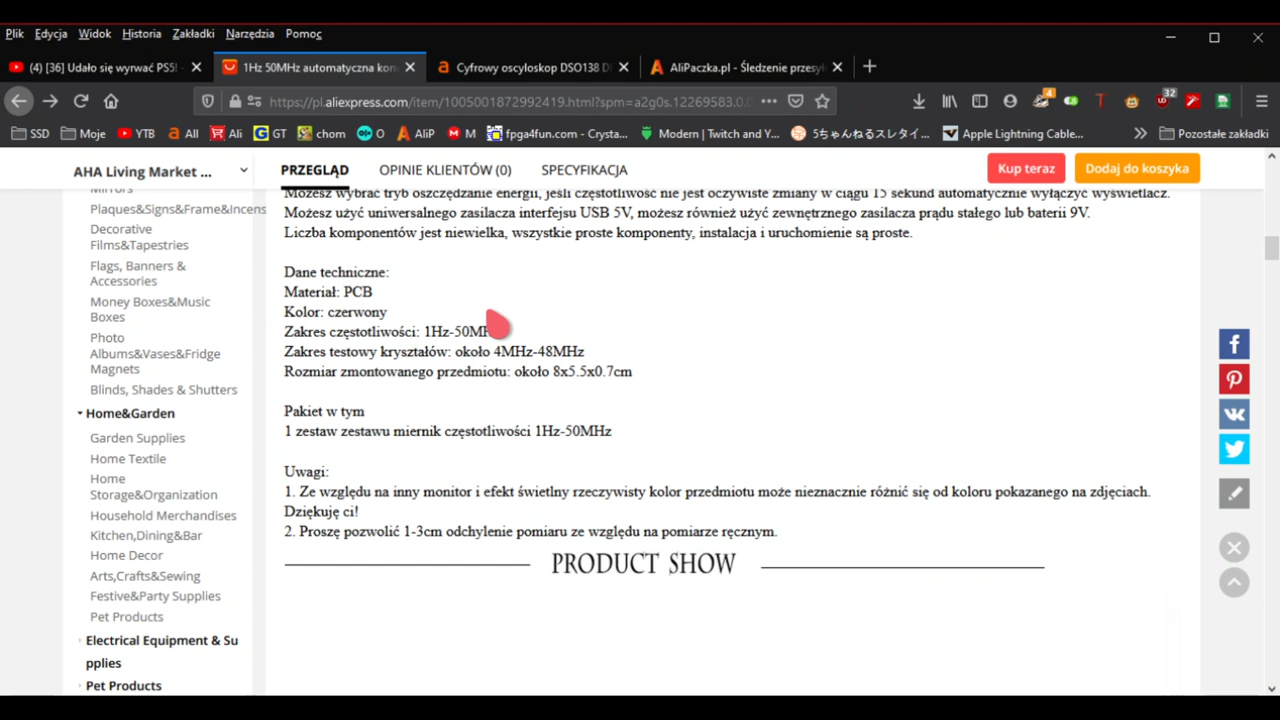 Plik Edycja Widok Historia Zakładki Narzędzia Pomoc
(4) [36] Udało się wyrwać PS5! - 1Hz 50MHz automatyczna Cyfrowy oscyloskop DSO138 AliPaczka.pl - Śledzenie
https://pl.aliexpress.com/item/1005001872992419.html?spm=a2g0s.12269583.0.0 4 32
SSD Moje YTB All Ali GT chom O AliP M fpga4fun.com - Crysta... Modern | Twitch and Y... 5ちゃんねるスレタイ... Apple Lightning Cable... Pozostałe zakładki
AHA Living Market ... PRZEGLĄD OPINIE KLIENTÓW (0) SPECYFIKACJA Kup teraz Dodaj do koszyka
Mirrors
Plaques&Signs&Frame&Incens
Decorative
Films&Tapestries
Flags, Banners &
Accessories
Money Boxes&Music
Boxes
Photo
Albums&Vases&Fridge
Magnets
Blinds, Shades & Shutters
Home&Garden
Garden Supplies
Home Textile
Home
Storage&Organization
Household Merchandises
Kitchen,Dining&Bar
Home Decor
Arts,Crafts&Sewing
Festive&Party Supplies
Pet Products
Electrical Equipment & Su
pplies
Pet Products
Możesz wybrać tryb oszczędzanie energii, jeśli częstotliwość nie jest oczywiste zmiany w ciągu 15 sekund automatycznie wyłączyć wyświetlacz.
Możesz użyć uniwersalnego zasilacza interfejsu USB 5V, możesz również użyć zewnętrznego zasilacza prądu stałego lub baterii 9V.
Liczba komponentów jest niewielka, wszystkie proste komponenty, instalacja i uruchomienie są proste.
Dane techniczne:
Materiał: PCB
Kolor: czerwony
Zakres częstotliwości: 1Hz-50MHz
Zakres testowy kryształów: około 4MHz-48MHz
Rozmiar zmontowanego przedmiotu: około 8x5.5x0.7cm
Pakiet w tym
1 zestaw zestawu miernik częstotliwości 1Hz-50MHz
Uwagi:
1. Ze względu na inny monitor i efekt świetlny rzeczywisty kolor przedmiotu może nieznacznie różnić się od koloru pokazanego na zdjęciach.
Dziękuję ci!
2. Proszę pozwolić 1-3cm odchylenie pomiaru ze względu na pomiarze ręcznym.
PRODUCT SHOW